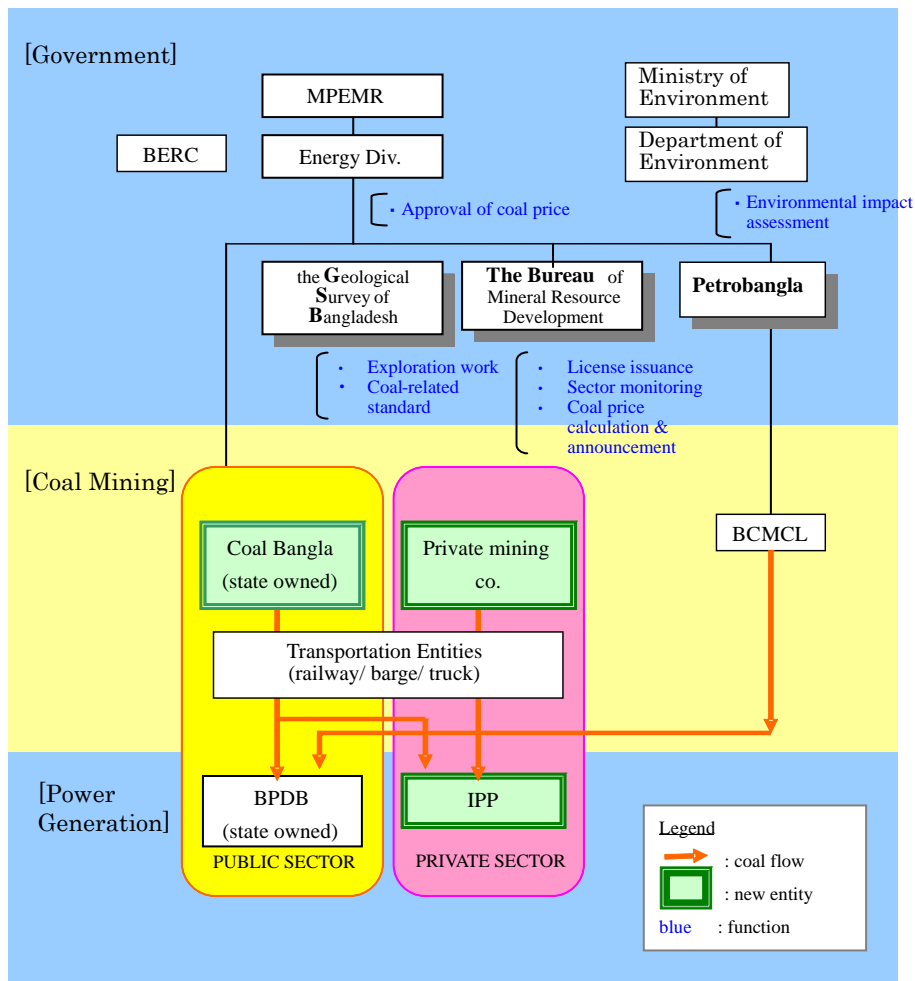 [Government]
MPEMR
Ministry of
Environment
BERC
Energy Div.
Department of
Environment
・ Approval of coal price
・ Environmental impact
assessment
the Geological
Survey of
Bangladesh
The Bureau of
Mineral Resource
Development
Petrobangla
・ Exploration work
・ Coal-related
standard
・ License issuance
・ Sector monitoring
・ Coal price
calculation &
announcement
[Coal Mining]
Coal Bangla
(state owned)
Private mining
co.
BCMCL
Transportation Entities
(railway/ barge/ truck)
[Power
Generation]
BPDB
(state owned)
IPP
PUBLIC SECTOR
PRIVATE SECTOR
Legend
: coal flow
: new entity
blue : function